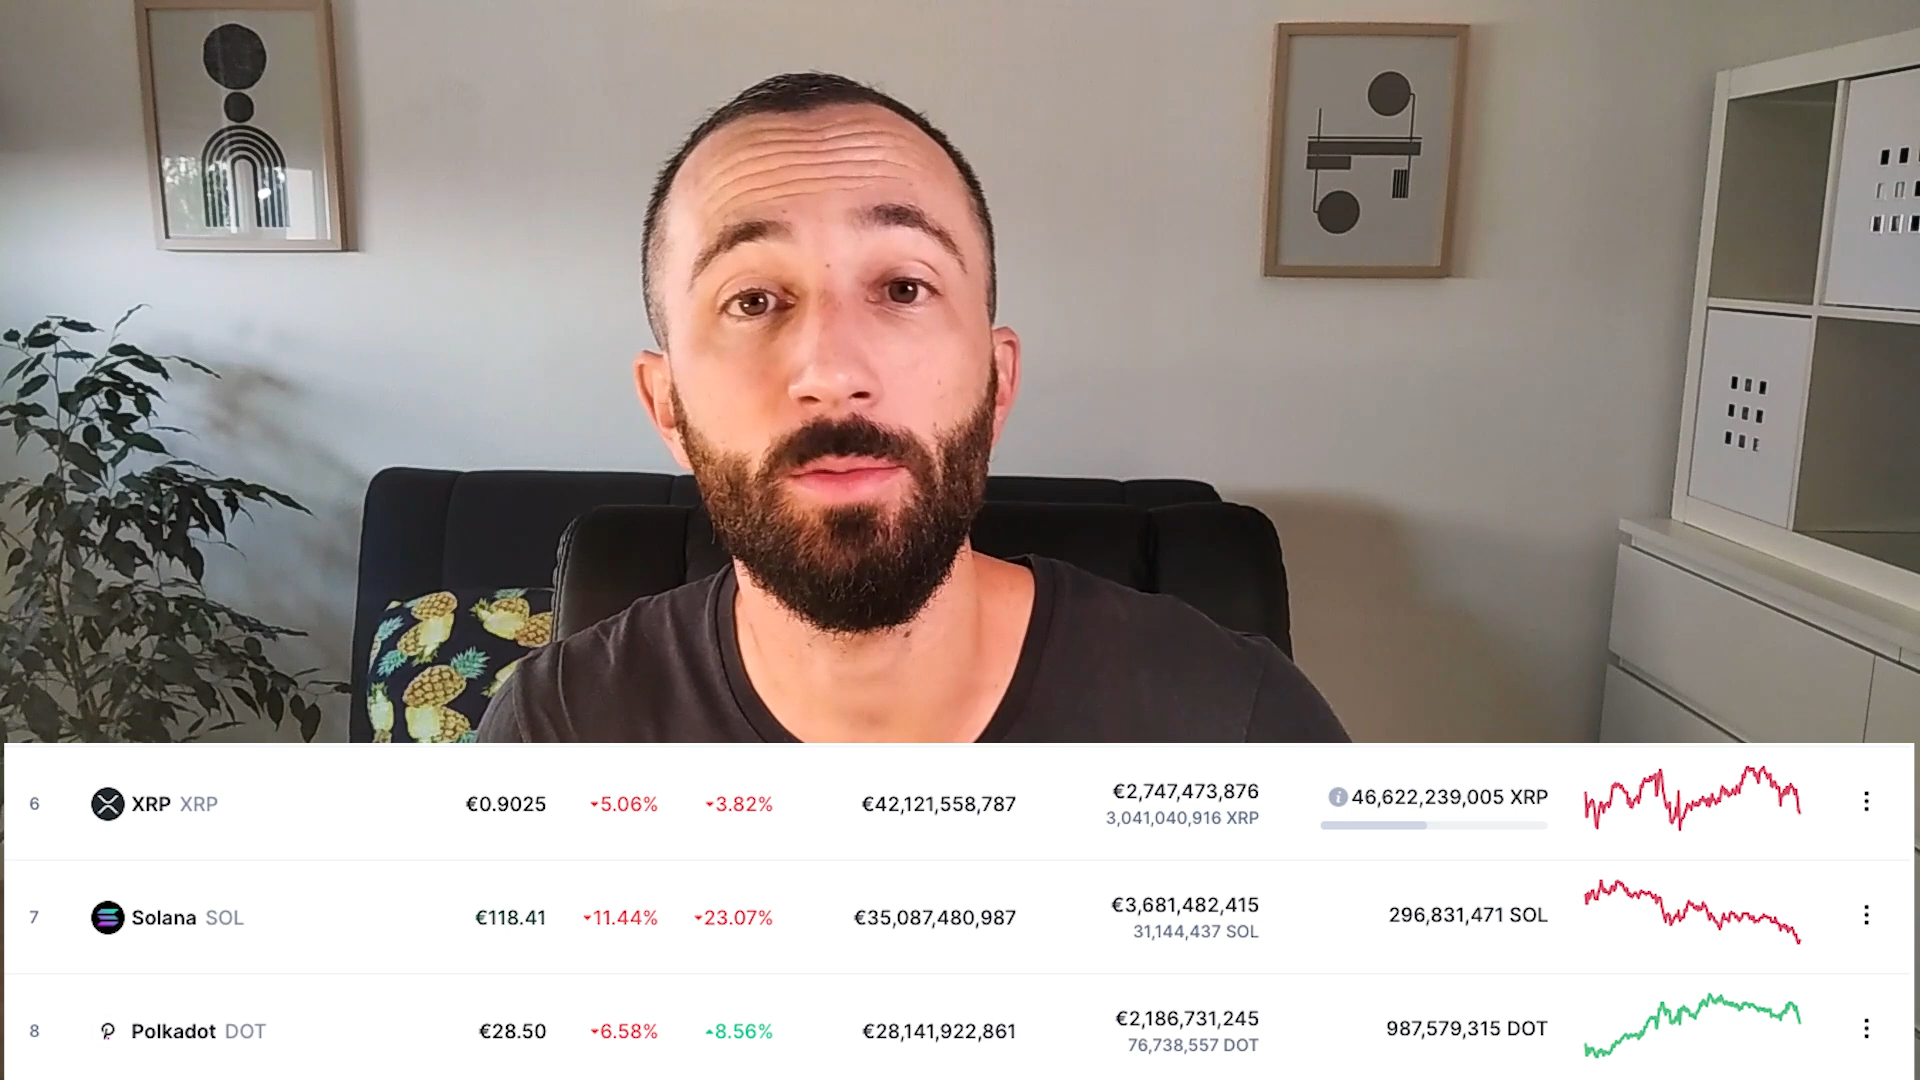 6 XRP XRP €0.9025 5.06% 3.82% €42,121,558,787 €2,747,473,876 46,622,239,005 XRP
3,041,040,916 XRP
7 Solana SOL €118.41 11.44% 23.07% €35,087,480,987 €3,681,482,415 296,831,471 SOL
31,144,437 SOL
8 Polkadot DOT €28.50 6.58% 8.56% €28,141,922,861 €2,186,731,245 987,579,315 DOT
76,738,557 DOT